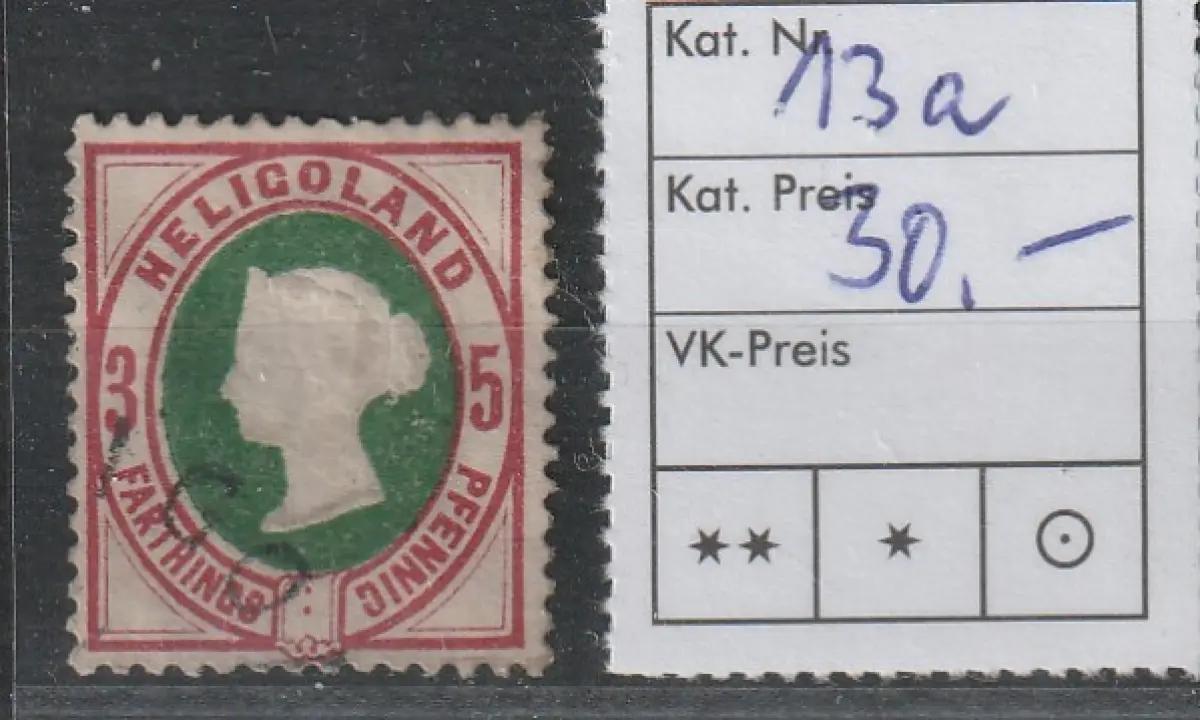 HELIGOLAND
3 5
FARTHINGS PFENNIG
Kat. Nr.
13a
Kat. Preis
30,–
VK-Preis